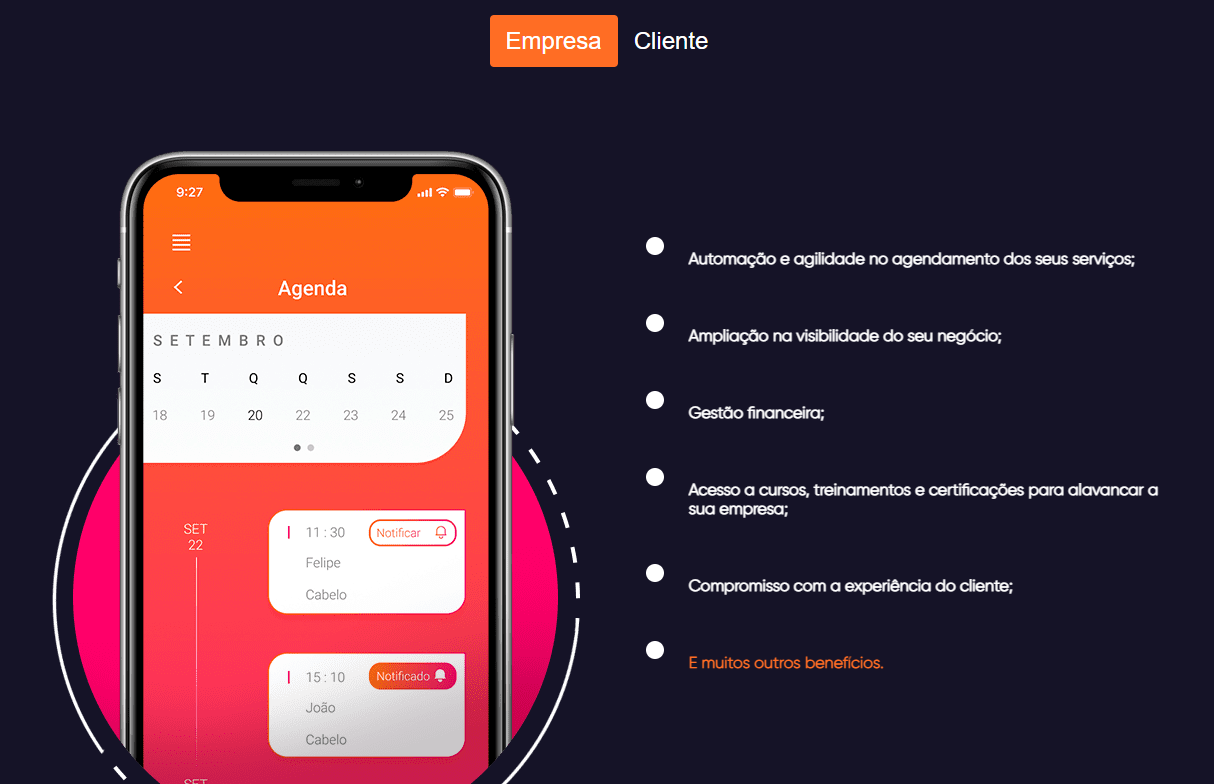 Empresa Cliente
9:27
Agenda
SETEMBRO
S T Q Q S S D
18 19 20 22 23 24 25
SET
22
11 : 30 Notificar
Felipe
Cabelo
15 : 10 Notificado
João
Cabelo
SET
Automação e agilidade no agendamento dos seus serviços;
Ampliação na visibilidade do seu negócio;
Gestão financeira;
Acesso a cursos, treinamentos e certificações para alavancar a
sua empresa;
Compromisso com a experiência do cliente;
E muitos outros benefícios.